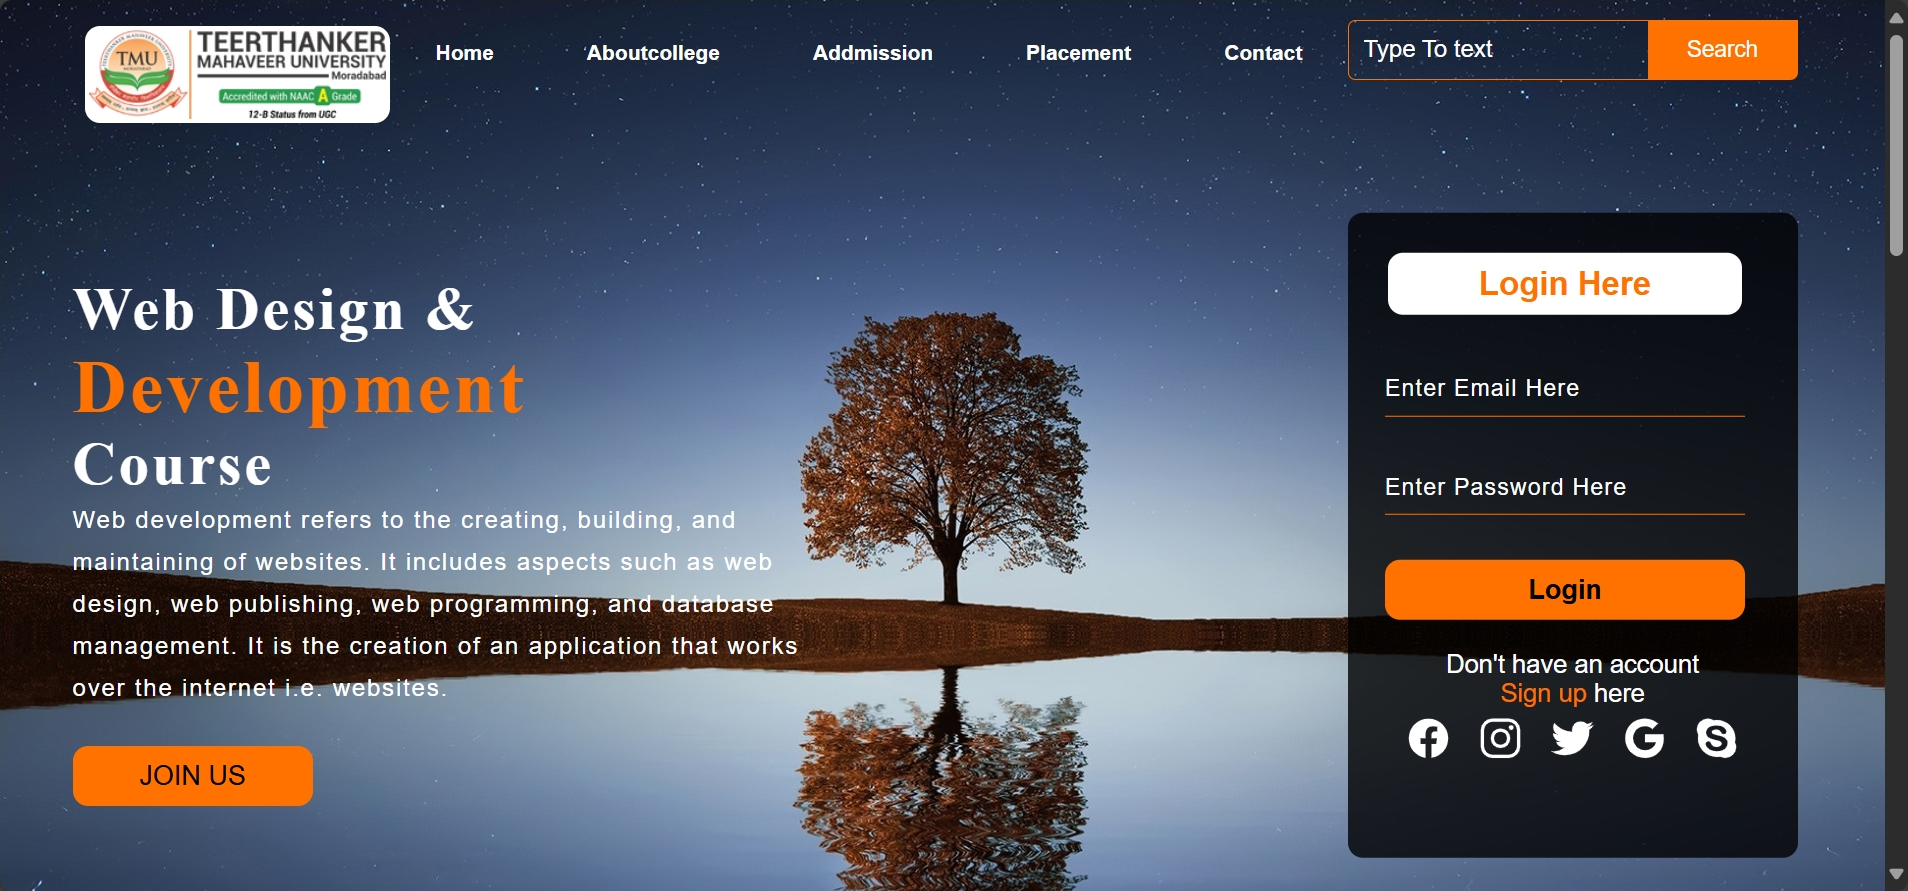 TMU
TEERTHANKER
MAHAVEER UNIVERSITY
Moradabad
Accredited with NAAC A Grade
12-B Status from UGC
Home
Aboutcollege
Addmission
Placement
Contact
Type To text
Search
Web Design &
Development
Course
Web development refers to the creating, building, and
maintaining of websites. It includes aspects such as web
design, web publishing, web programming, and database
management. It is the creation of an application that works
over the internet i.e. websites.
JOIN US
Login Here
Enter Email Here
Enter Password Here
Login
Don't have an account
Sign up here